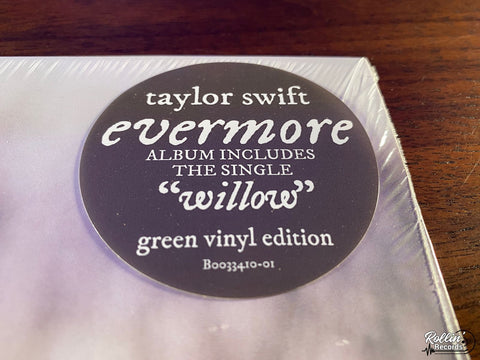 taylor swift
evermore
ALBUM INCLUDES
THE SINGLE
“willow”
green vinyl edition
B0033410-01
Rollin'
Records